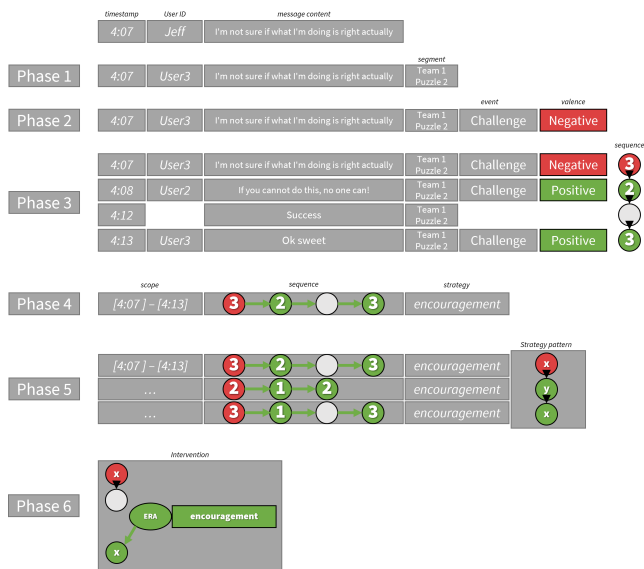 timestamp User ID message content
4:07 Jeff I'm not sure if what I'm doing is right actually
segment
Phase 1 4:07 User3 I'm not sure if what I'm doing is right actually Team 1
Puzzle 2
event valence
Phase 2 4:07 User3 I'm not sure if what I'm doing is right actually Team 1
Puzzle 2 Challenge Negative
sequence
Phase 3
4:07 User3 I'm not sure if what I'm doing is right actually Team 1
Puzzle 2 Challenge Negative 3
4:08 User2 If you cannot do this, no one can! Team 1
Puzzle 2 Challenge Positive 2
4:12 Success Team 1
Puzzle 2
4:13 User3 Ok sweet Team 1
Puzzle 2 Challenge Positive 3
scope sequence strategy
Phase 4 [4:07 ] – [4:13] 3 2 3 encouragement
Strategy pattern
Phase 5
[4:07 ] – [4:13] 3 2 3 encouragement x
... 2 1 2 encouragement y
... 3 1 3 encouragement x
Intervention
Phase 6
x
ERA encouragement
x